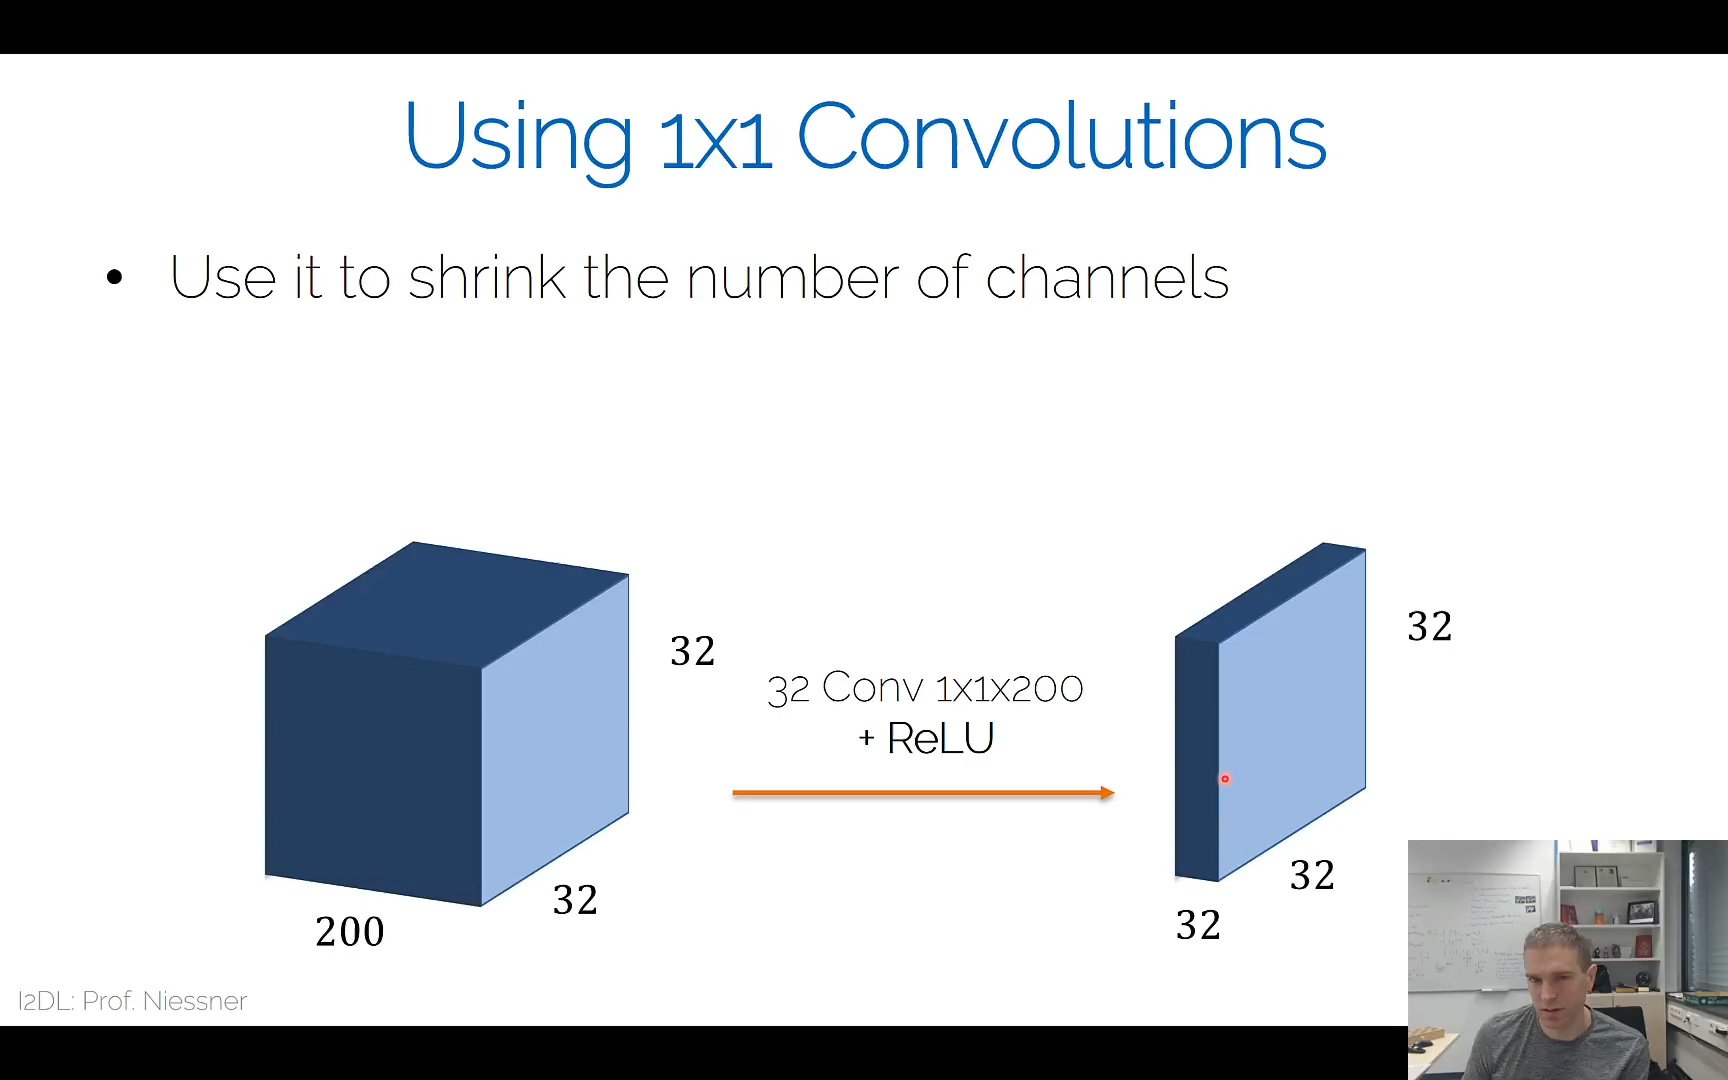 Using 1x1 Convolutions
• Use it to shrink the number of channels
32
32 Conv 1x1x200
+ ReLU
32
200
32
32
32
I2DL: Prof. Niessner